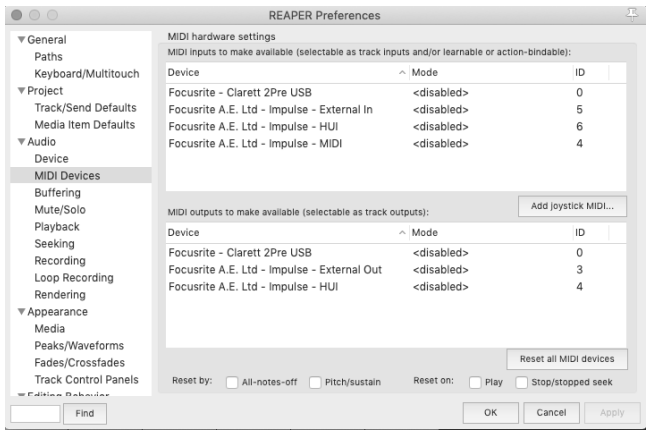 REAPER Preferences
General
Paths
Keyboard/Multitouch
Project
Track/Send Defaults
Media Item Defaults
Audio
Device
MIDI Devices
Buffering
Mute/Solo
Playback
Seeking
Recording
Loop Recording
Rendering
Appearance
Media
Peaks/Waveforms
Fades/Crossfades
Track Control Panels
Editing Behavior
Find
MIDI hardware settings
MIDI inputs to make available (selectable as track inputs and/or learnable or action-bindable):
Device Mode ID
Focusrite - Clarett 2Pre USB <disabled> 0
Focusrite A.E. Ltd - Impulse - External In <disabled> 5
Focusrite A.E. Ltd - Impulse - HUI <disabled> 6
Focusrite A.E. Ltd - Impulse - MIDI <disabled> 4
Add joystick MIDI...
MIDI outputs to make available (selectable as track outputs):
Device Mode ID
Focusrite - Clarett 2Pre USB <disabled> 0
Focusrite A.E. Ltd - Impulse - External Out <disabled> 3
Focusrite A.E. Ltd - Impulse - HUI <disabled> 4
Reset all MIDI devices
Reset by: All-notes-off Pitch/sustain Reset on: Play Stop/stopped seek
OK Cancel Apply